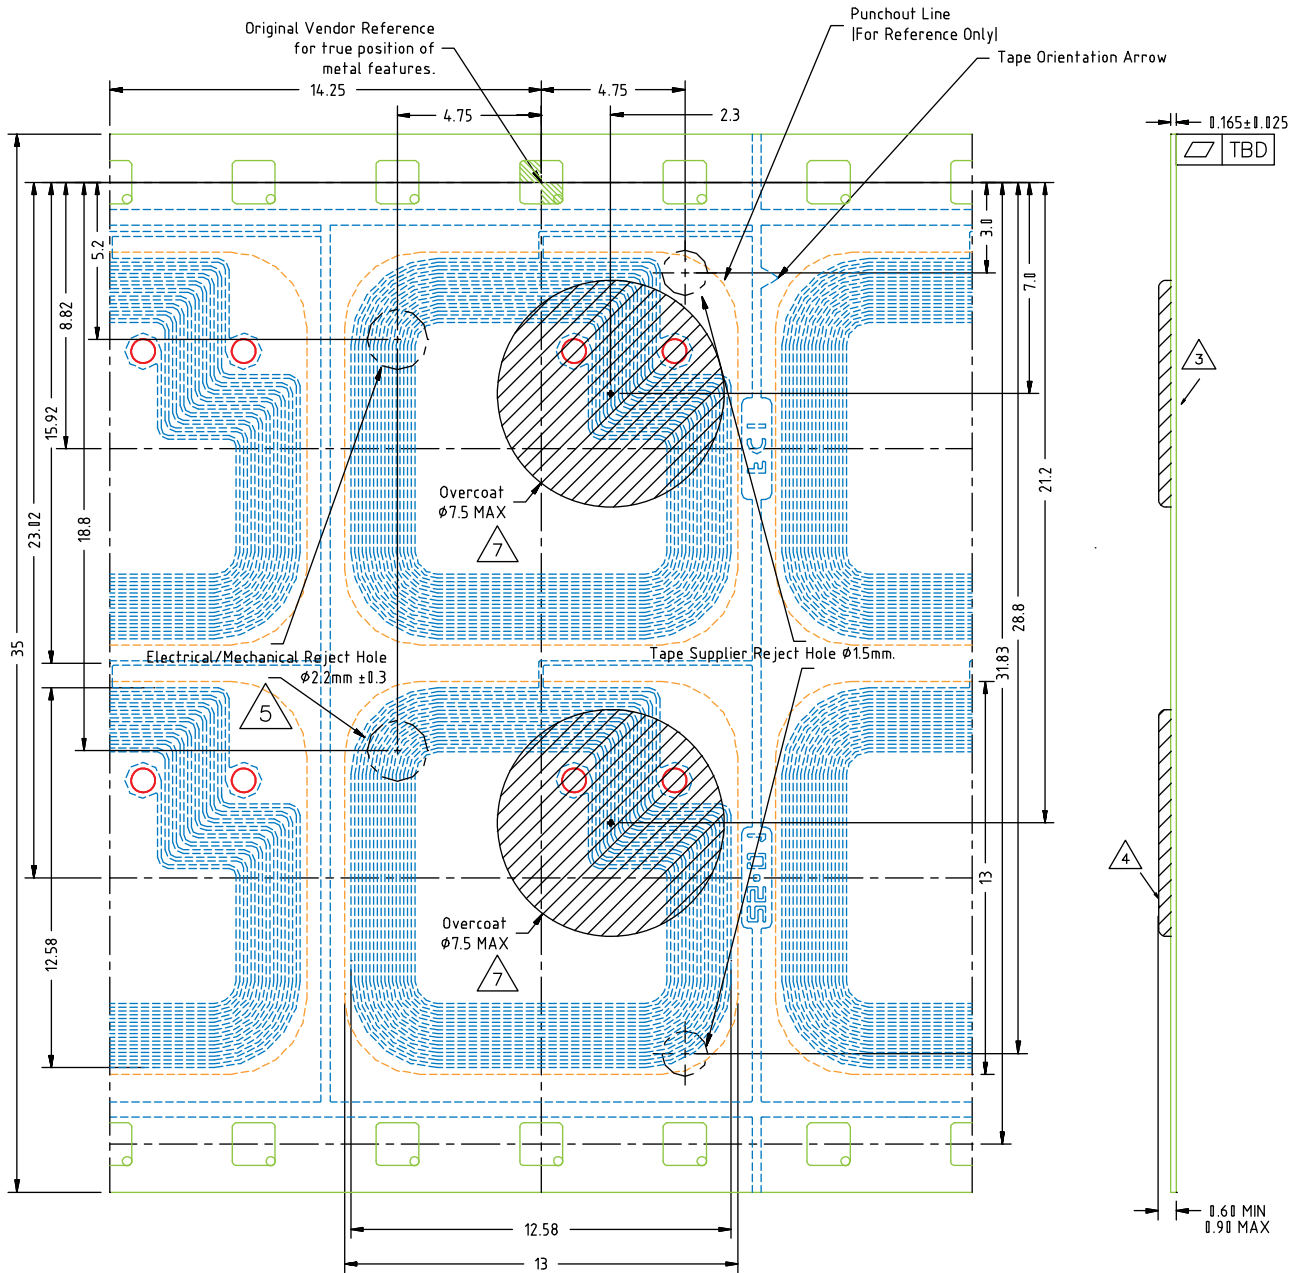 Original Vendor Reference
for true position of
metal features.
Punchout Line
|For Reference Only|
Tape Orientation Arrow
14.25
4.75
4.75
2.3
0.165±0.025
TBD
5.2
8.82
15.92
23.02
18.8
35
12.58
3.0
7.0
21.2
28.8
31.83
13
3
4
ECI
Overcoat
Ø7.5 MAX
7
Electrical/Mechanical Reject Hole
Ø2.2mm ±0.3
5
Tape Supplier Reject Hole Ø1.5mm.
Overcoat
Ø7.5 MAX
7
12.58
13
0.60 MIN
0.90 MAX